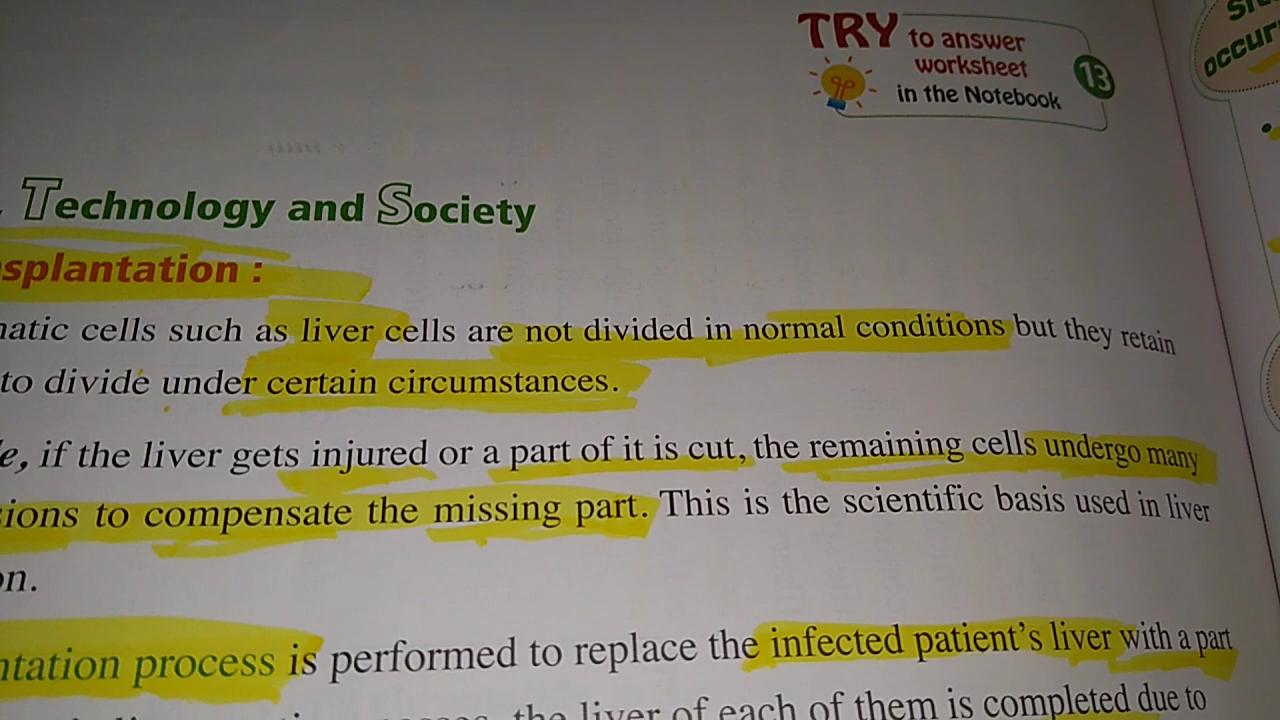 TRY to answer
worksheet
in the Notebook
13
occur
Technology and Society
splantation :
matic cells such as liver cells are not divided in normal conditions but they retain
to divide under certain circumstances.
e, if the liver gets injured or a part of it is cut, the remaining cells undergo many
sions to compensate the missing part. This is the scientific basis used in liver
on.
ntation process is performed to replace the infected patient's liver with a part
the liver of each of them is completed due to